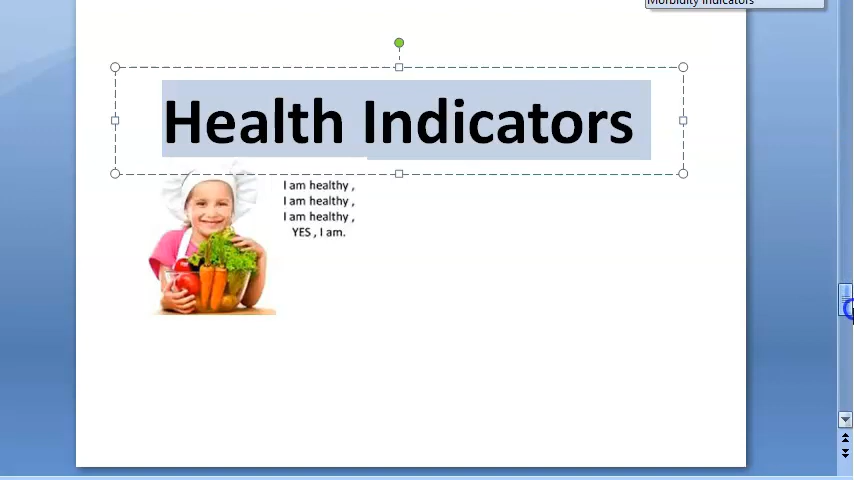 Morbidity Indicators
Health Indicators
I am healthy ,
I am healthy ,
I am healthy ,
YES , I am.